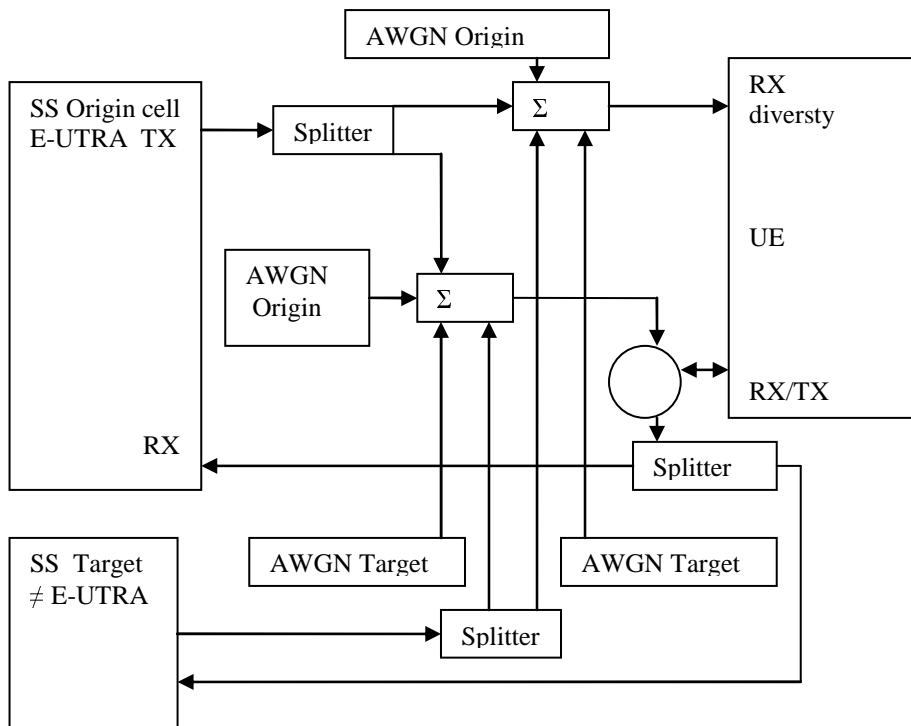 AWGN Origin
SS Origin cell
E-UTRA TX
Splitter
Σ
RX
diversty
AWGN
Origin
Σ
UE
RX/TX
RX
Splitter
SS Target
≠ E-UTRA
AWGN Target
AWGN Target
Splitter